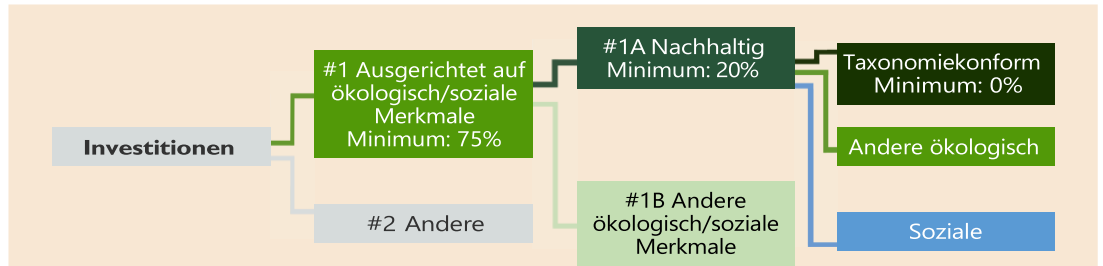 Investitionen
#1 Ausgerichtet auf
ökologisch/soziale
Merkmale
Minimum: 75%
#2 Andere
#1A Nachhaltig
Minimum: 20%
#1B Andere
ökologisch/soziale
Merkmale
Taxonomiekonform
Minimum: 0%
Andere ökologisch
Soziale